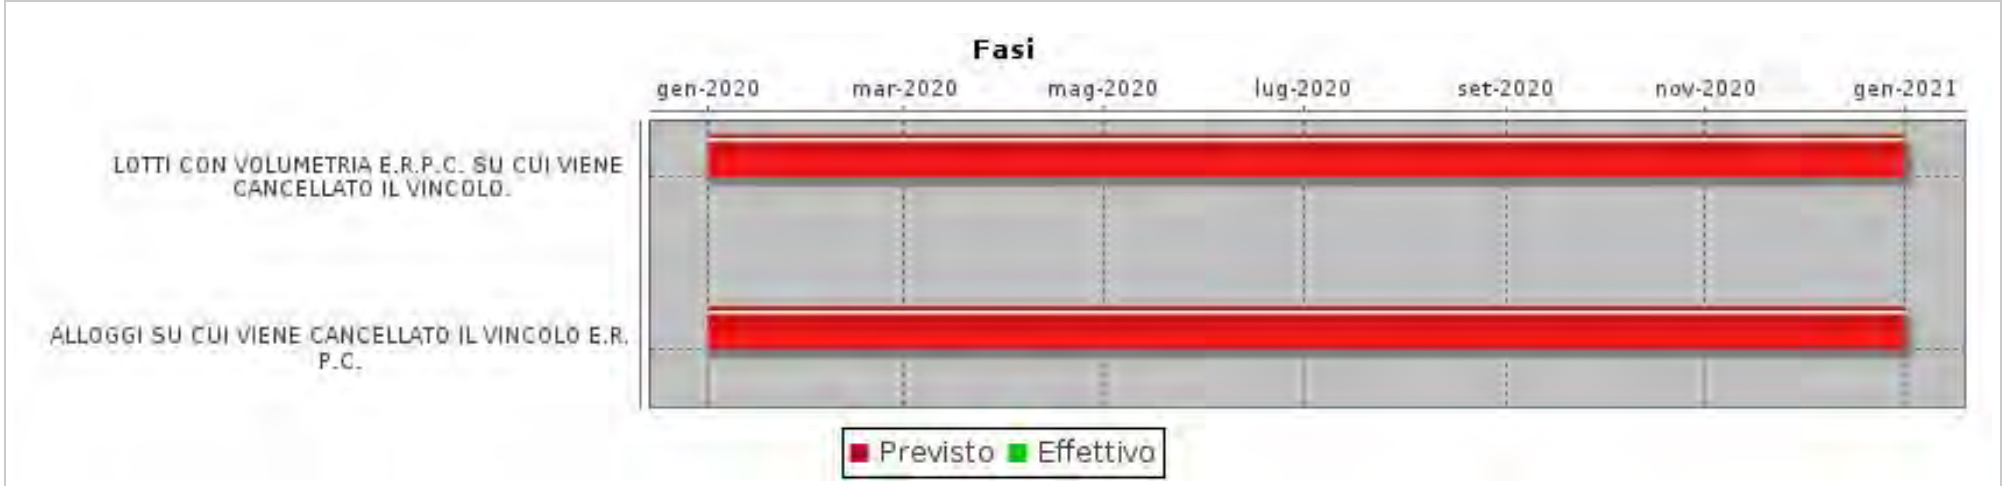 Fasi
gen-2020 mar-2020 mag-2020 lug-2020 set-2020 nov-2020 gen-2021
LOTTI CON VOLUMETRIA E.R.P.C. SU CUI VIENE
CANCELLATO IL VINCOLO.
ALLOGGI SU CUI VIENE CANCELLATO IL VINCOLO E.R.
P.C.
Previsto Effettivo